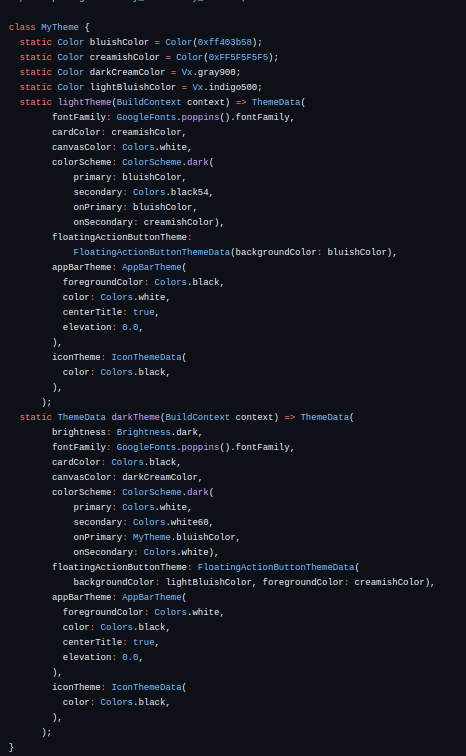 class MyTheme {
  static Color bluishColor = Color(0xff403b58);
  static Color creamishColor = Color(0xFF5F5F5F5);
  static Color darkCreamColor = Vx.gray900;
  static Color lightBluishColor = Vx.indigo500;
  static lightTheme(BuildContext context) => ThemeData(
        fontFamily: GoogleFonts.poppins().fontFamily,
        cardColor: creamishColor,
        canvasColor: Colors.white,
        colorScheme: ColorScheme.dark(
            primary: bluishColor,
            secondary: Colors.black54,
            onPrimary: bluishColor,
            onSecondary: creamishColor),
        floatingActionButtonTheme:
            FloatingActionButtonThemeData(backgroundColor: bluishColor),
        appBarTheme: AppBarTheme(
          foregroundColor: Colors.black,
          color: Colors.white,
          centerTitle: true,
          elevation: 0.0,
        ),
        iconTheme: IconThemeData(
          color: Colors.black,
        ),
      );
  static ThemeData darkTheme(BuildContext context) => ThemeData(
        brightness: Brightness.dark,
        fontFamily: GoogleFonts.poppins().fontFamily,
        cardColor: Colors.black,
        canvasColor: darkCreamColor,
        colorScheme: ColorScheme.dark(
            primary: Colors.white,
            secondary: Colors.white60,
            onPrimary: MyTheme.bluishColor,
            onSecondary: Colors.white),
        floatingActionButtonTheme: FloatingActionButtonThemeData(
            backgroundColor: lightBluishColor, foregroundColor: creamishColor),
        appBarTheme: AppBarTheme(
          foregroundColor: Colors.white,
          color: Colors.black,
          centerTitle: true,
          elevation: 0.0,
        ),
        iconTheme: IconThemeData(
          color: Colors.black,
        ),
      );
}